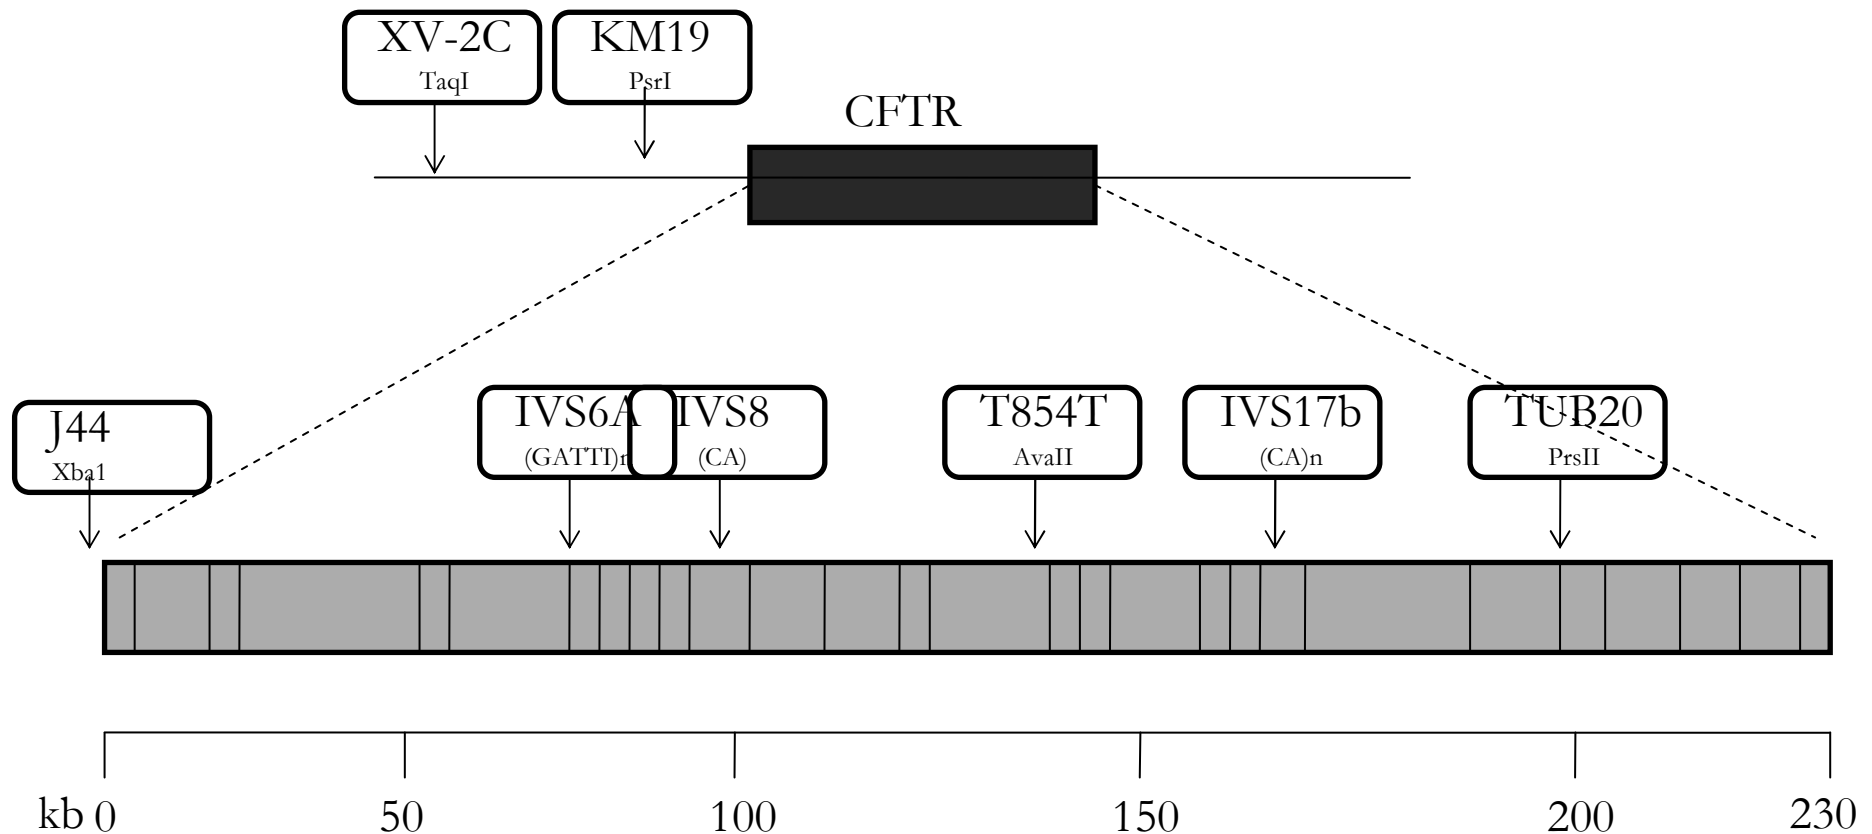 XV-2C
TaqI
KM19
PsrI
CFTR
J44
Xba1
IVS6A
(GATTI)n
IVS8
(CA)
T854T
AvaII
IVS17b
(CA)n
TUB20
PrsII
kb 0 50 100 150 200 230